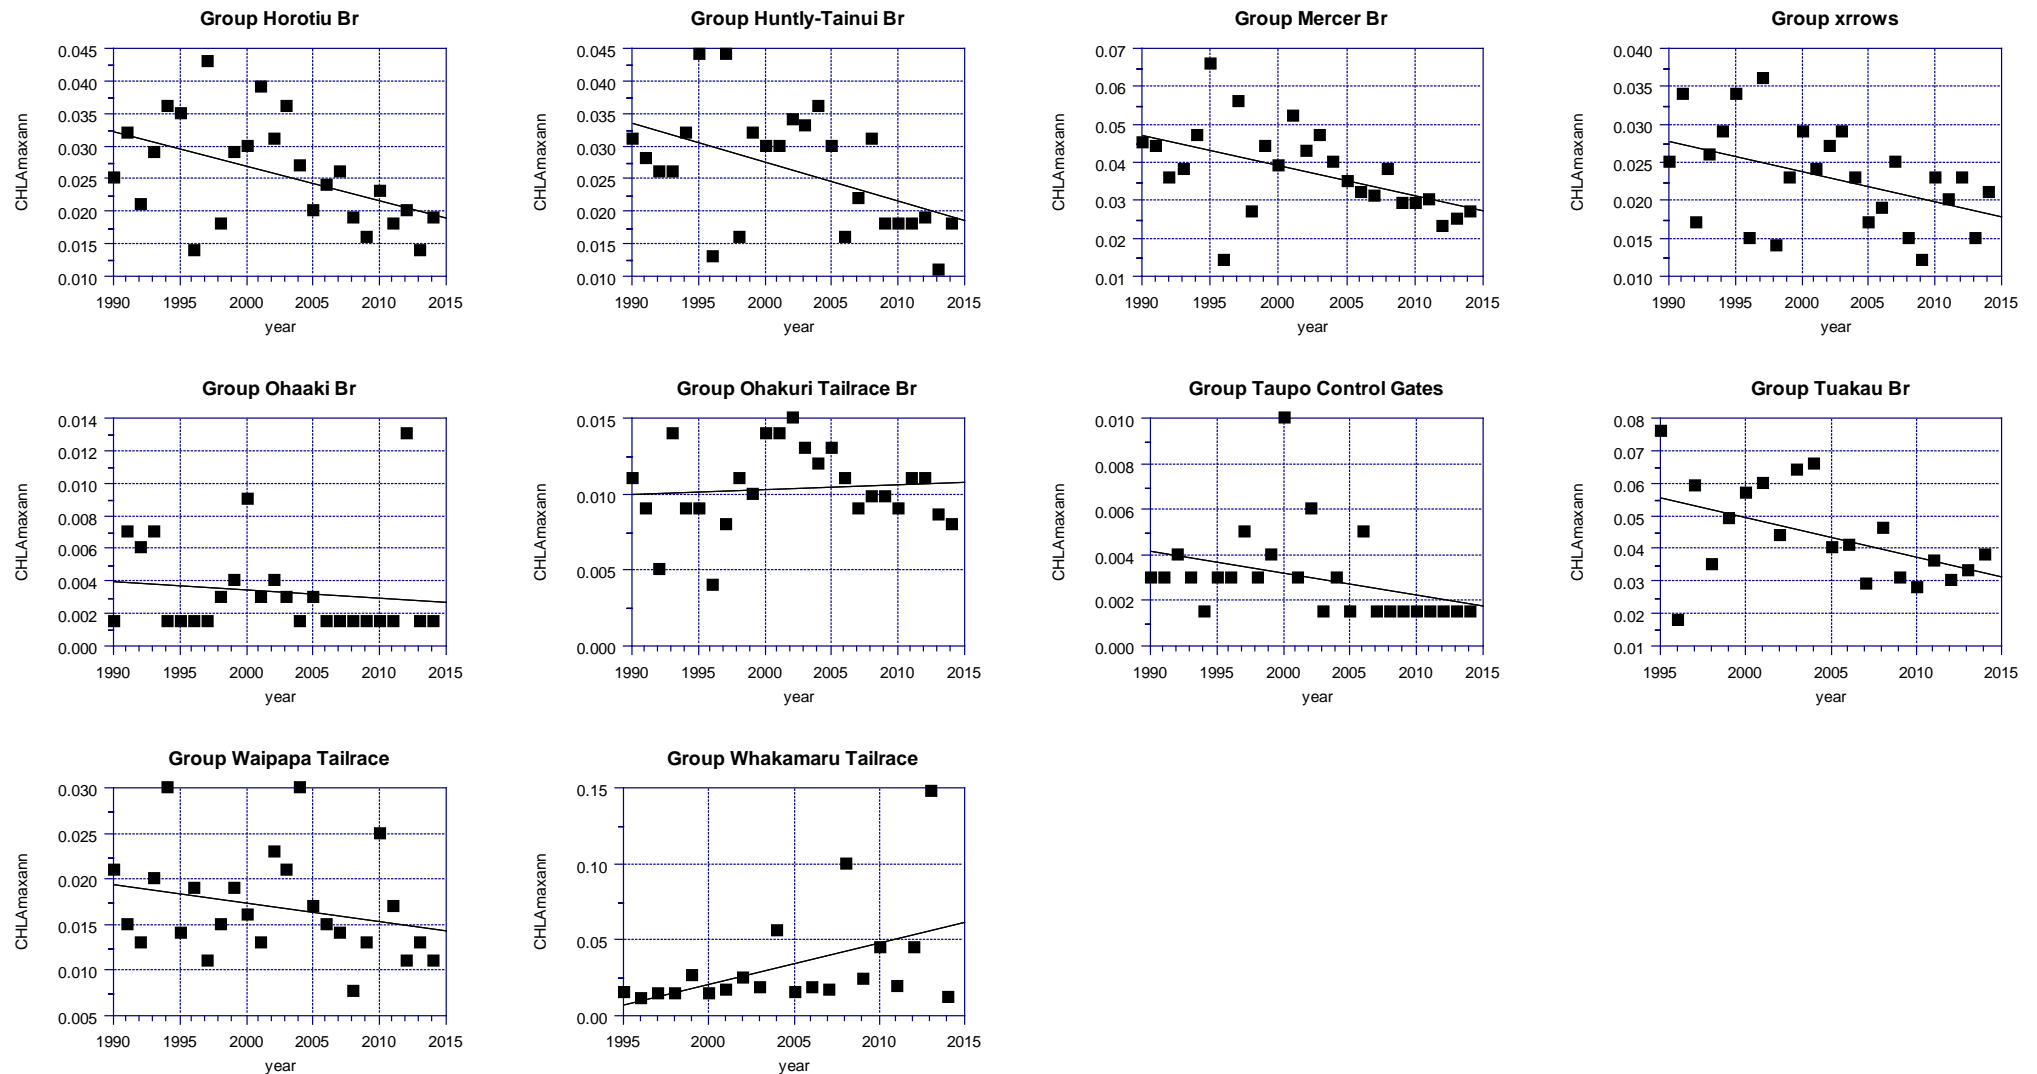 Group Horotiu Br
0.045
0.040
0.035
0.030
0.025
0.020
0.015
0.010
CHLAmaxann
1990 1995 2000 2005 2010 2015
year
Group Huntly-Tainui Br
0.045
0.040
0.035
0.030
0.025
0.020
0.015
0.010
CHLAmaxann
1990 1995 2000 2005 2010 2015
year
Group Mercer Br
0.07
0.06
0.05
0.04
0.03
0.02
0.01
CHLAmaxann
1990 1995 2000 2005 2010 2015
year
Group xrrows
0.040
0.035
0.030
0.025
0.020
0.015
0.010
CHLAmaxann
1990 1995 2000 2005 2010 2015
year
Group Ohaaki Br
0.014
0.012
0.010
0.008
0.006
0.004
0.002
0.000
CHLAmaxann
1990 1995 2000 2005 2010 2015
year
Group Ohakuri Tailrace Br
0.015
0.010
0.005
0.000
CHLAmaxann
1990 1995 2000 2005 2010 2015
year
Group Taupo Control Gates
0.010
0.008
0.006
0.004
0.002
0.000
CHLAmaxann
1990 1995 2000 2005 2010 2015
year
Group Tuakau Br
0.08
0.07
0.06
0.05
0.04
0.03
0.02
0.01
CHLAmaxann
1995 2000 2005 2010 2015
year
Group Waipapa Tailrace
0.030
0.025
0.020
0.015
0.010
0.005
CHLAmaxann
1990 1995 2000 2005 2010 2015
year
Group Whakamaru Tailrace
0.15
0.10
0.05
0.00
CHLAmaxann
1995 2000 2005 2010 2015
year